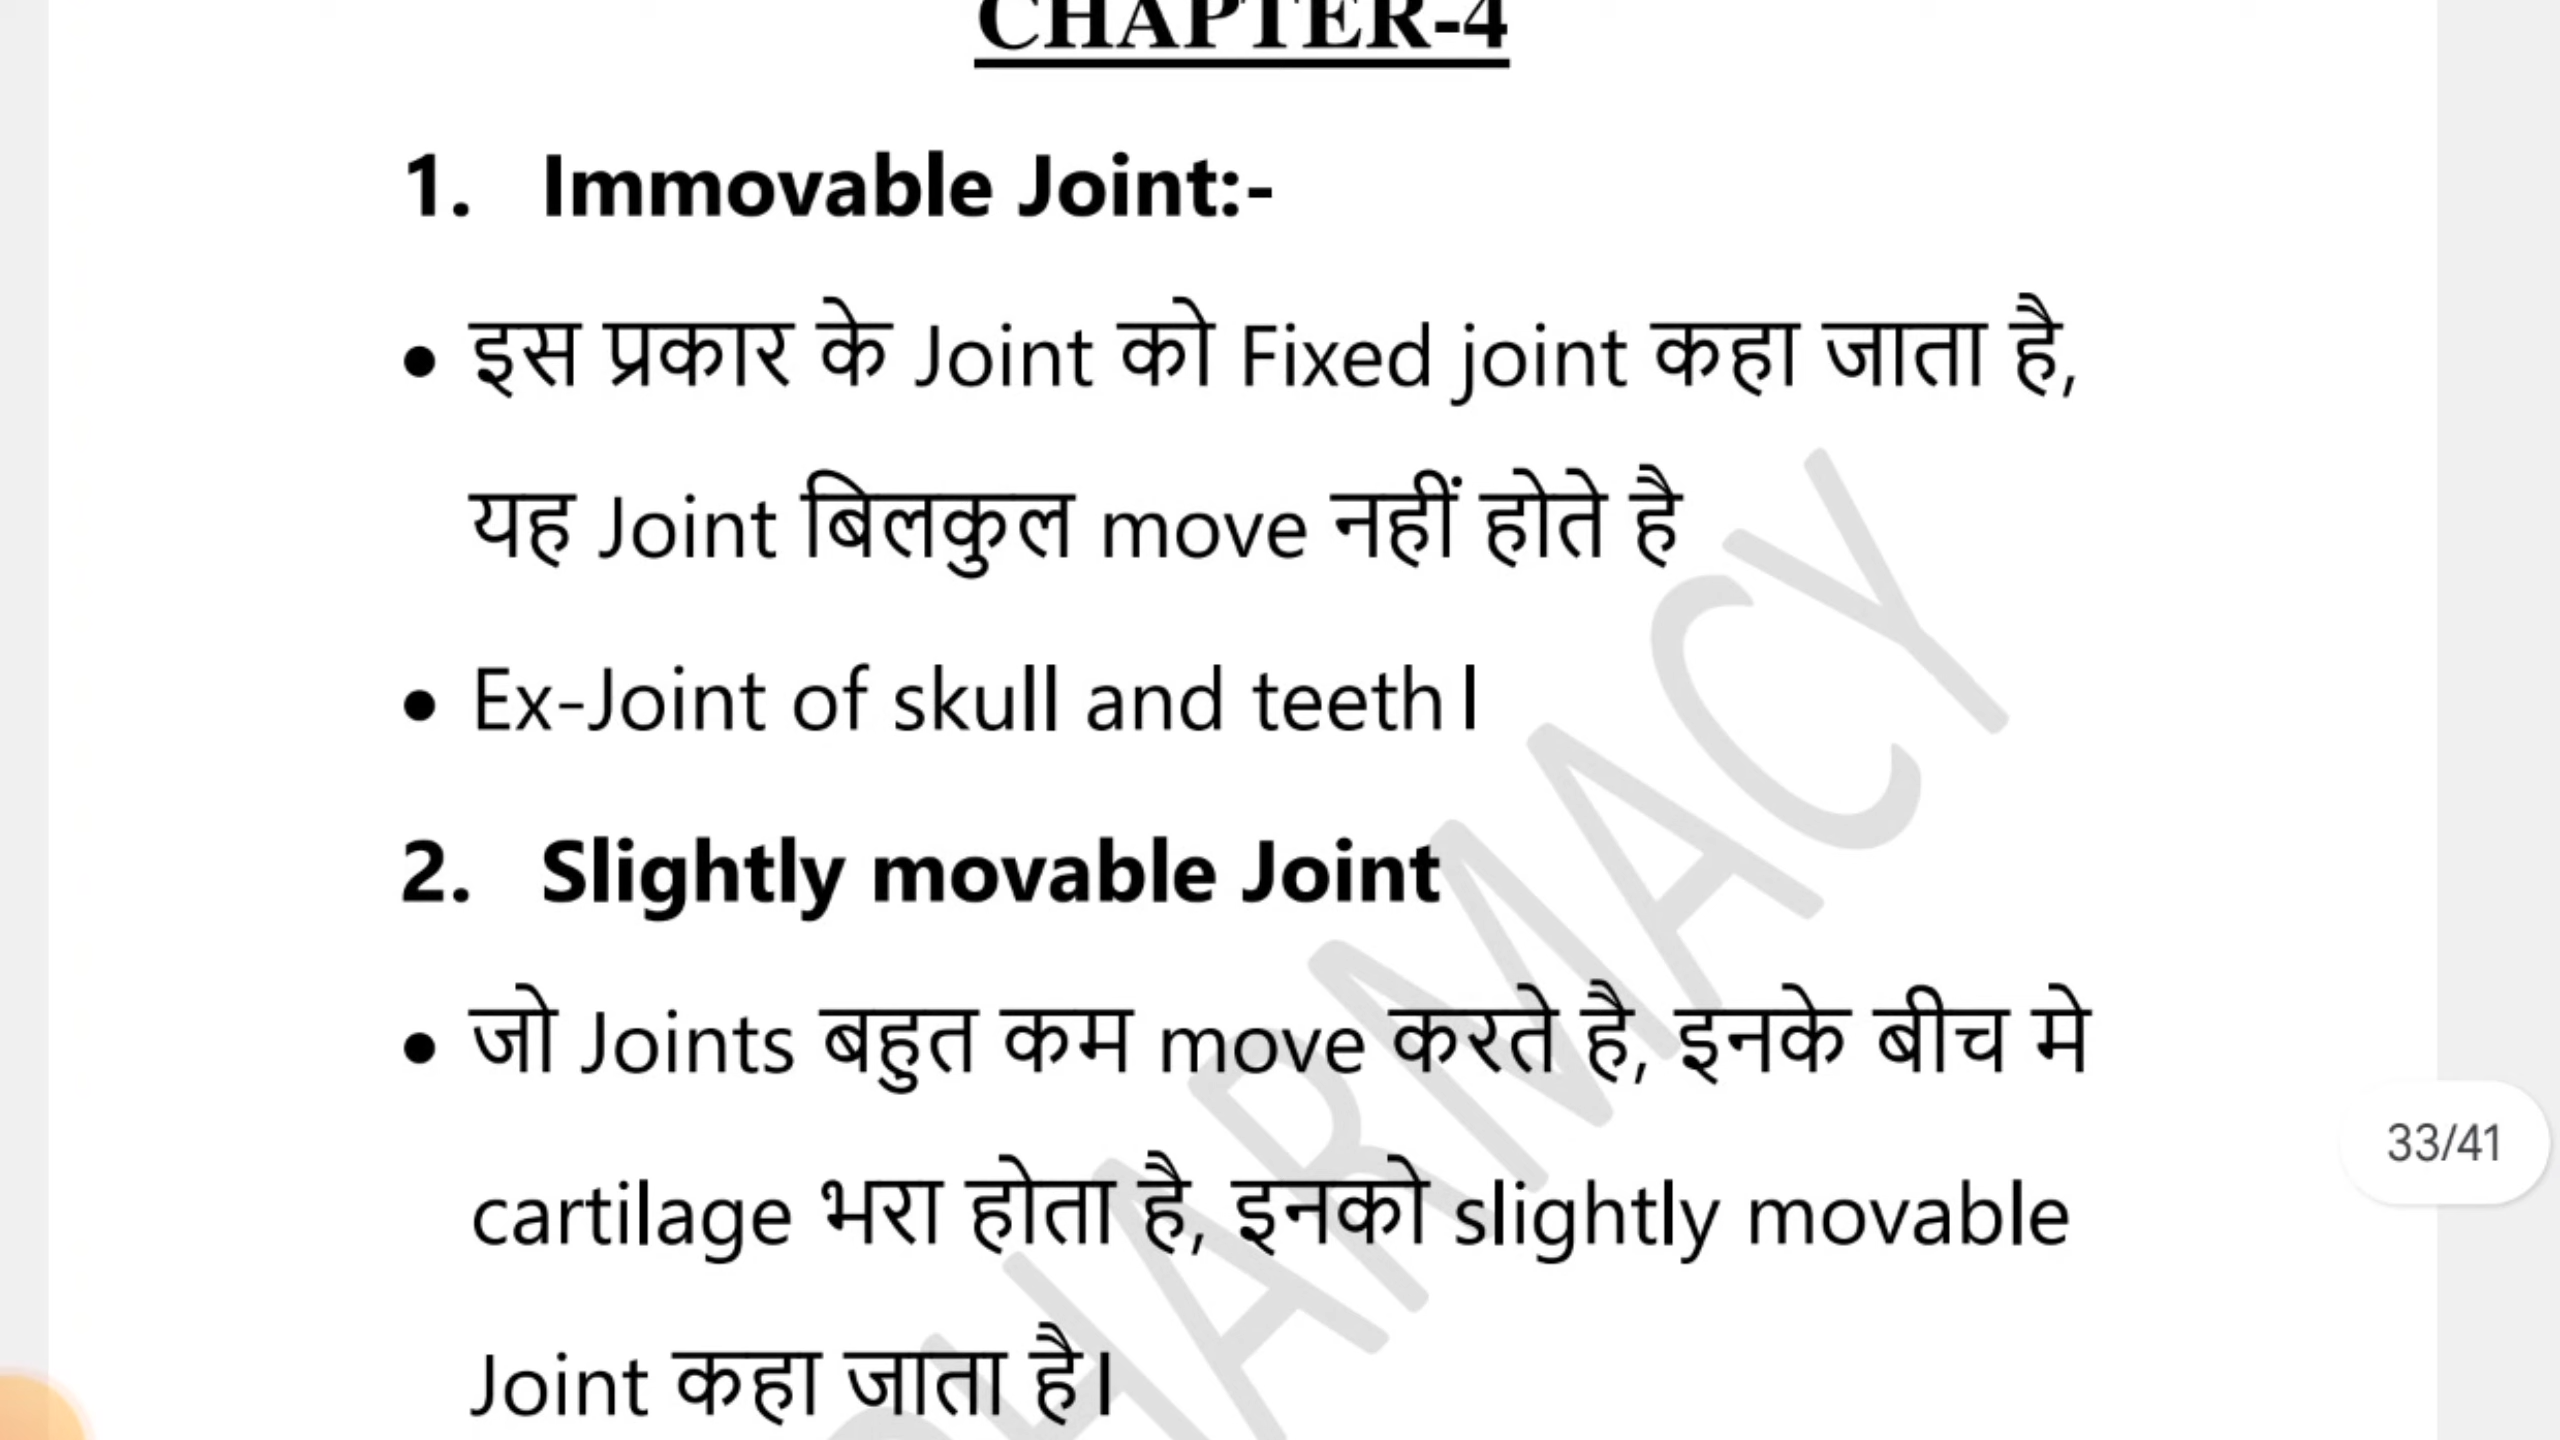 CHAPTER-4
1. Immovable Joint:-
• इस प्रकार के Joint को Fixed joint कहा जाता है,
यह Joint बिलकुल move नहीं होते है
• Ex-Joint of skull and teeth।
2. Slightly movable Joint
• जो Joints बहुत कम move करते है, इनके बीच मे
cartilage भरा होता है, इनको slightly movable
Joint कहा जाता है।
33/41
PHARMACY